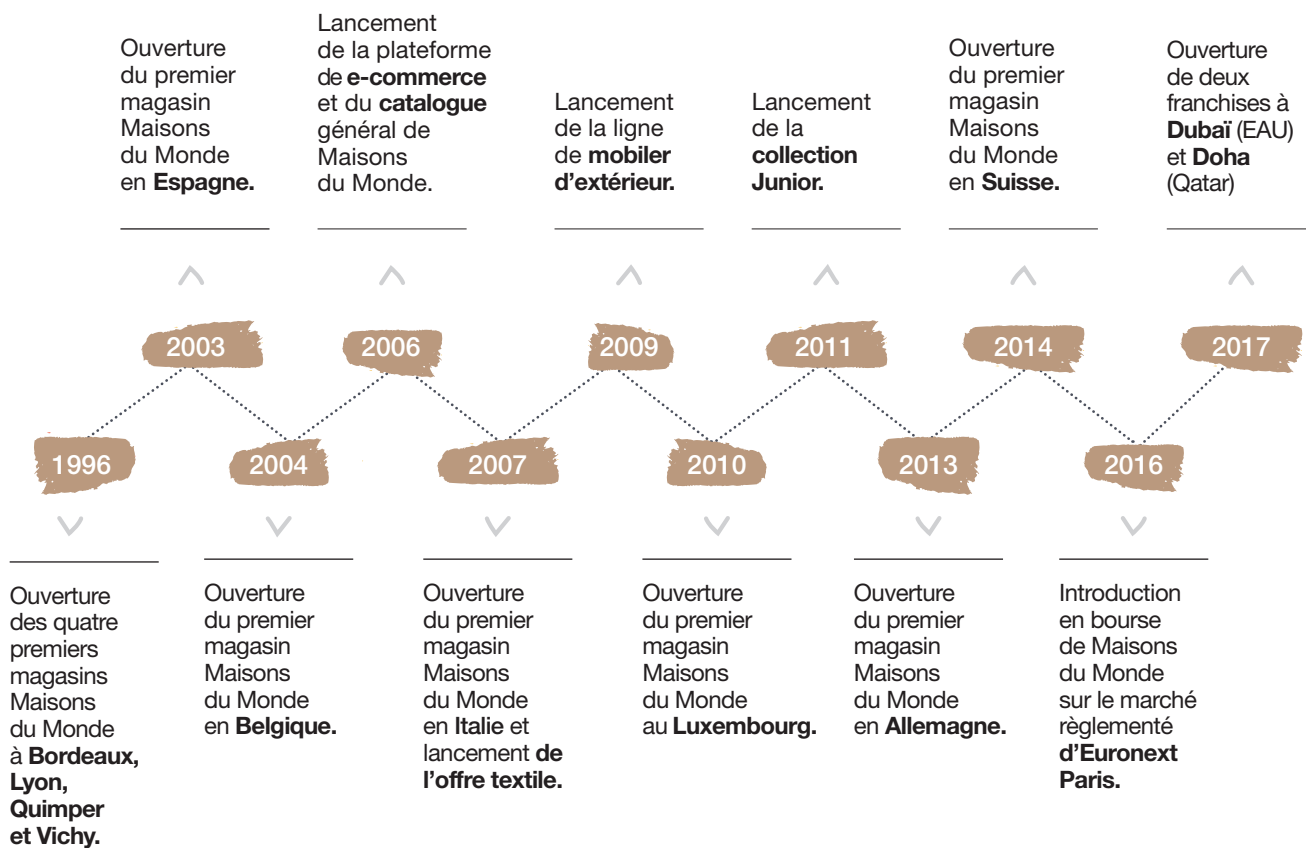 Ouverture
du premier
magasin
Maisons
du Monde
en Espagne.
Lancement
de la plateforme
de e-commerce
et du catalogue
général de
Maisons
du Monde.
Lancement
de la ligne
de mobiler
d’extérieur.
Lancement
de la
collection
Junior.
Ouverture
du premier
magasin
Maisons
du Monde
en Suisse.
Ouverture
de deux
franchises à
Dubaï (EAU)
et Doha
(Qatar)
2003
2006
2009
2011
2014
2017
1996
2004
2007
2010
2013
2016
Ouverture
des quatre
premiers
magasins
Maisons
du Monde
à Bordeaux,
Lyon,
Quimper
et Vichy.
Ouverture
du premier
magasin
Maisons
du Monde
en Belgique.
Ouverture
du premier
magasin
Maisons
du Monde
en Italie et
lancement de
l’offre textile.
Ouverture
du premier
magasin
Maisons
du Monde
au Luxembourg.
Ouverture
du premier
magasin
Maisons
du Monde
en Allemagne.
Introduction
en bourse
de Maisons
du Monde
sur le marché
règlementé
d’Euronext
Paris.